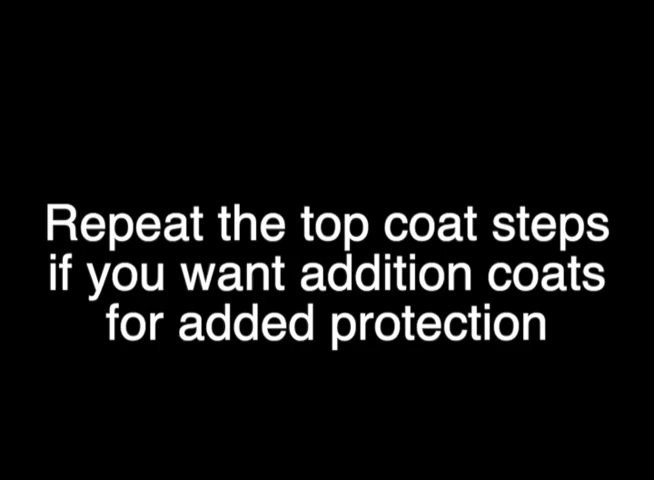 Repeat the top coat steps
if you want addition coats
for added protection